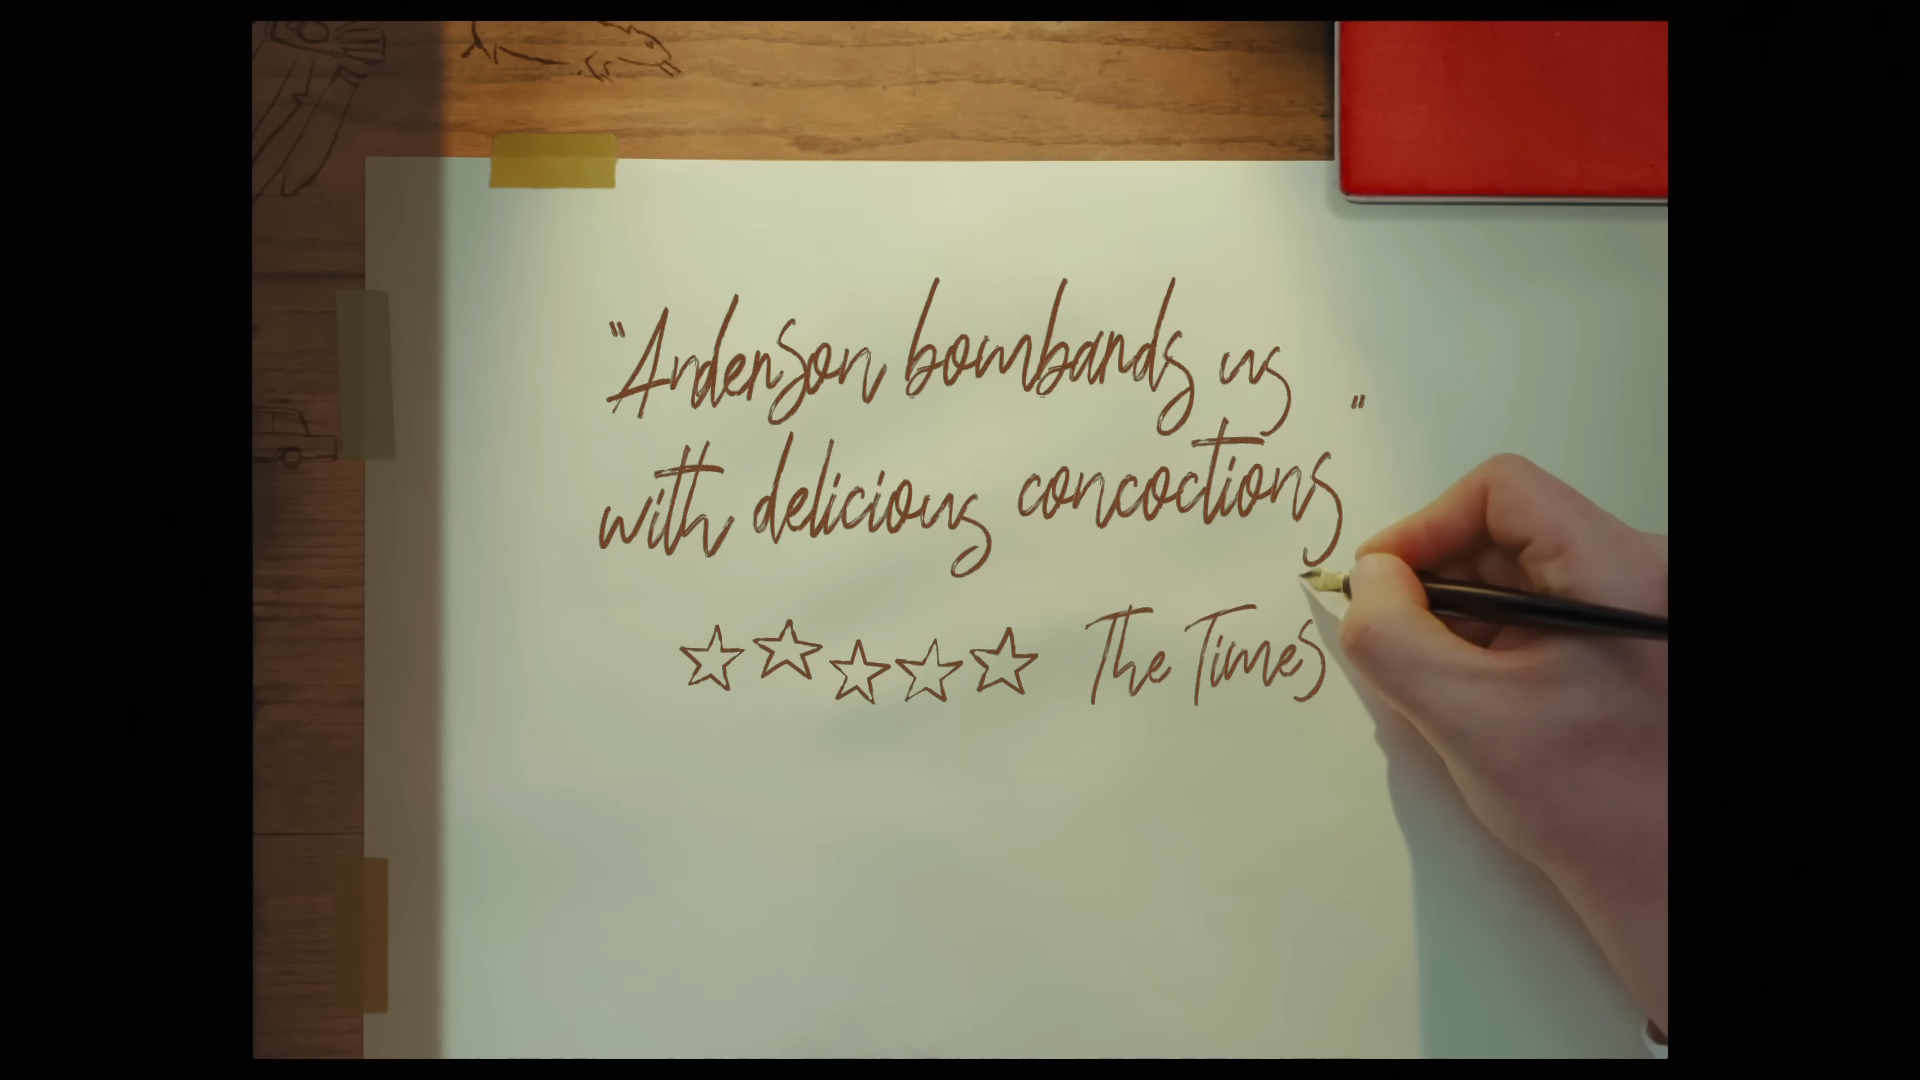 "Anderson bombards us
with delicious concoctions"
☆☆☆☆☆ The Times